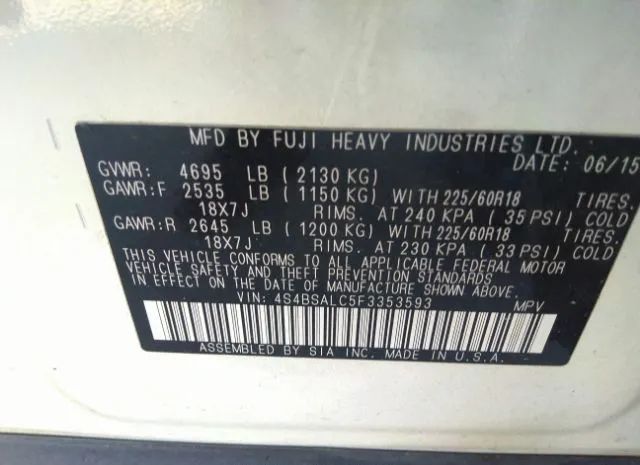 MFD BY FUJI HEAVY INDUSTRIES LTD.
DATE: 06/15
GVWR: 4695 LB (2130 KG)
GAWR:F 2535 LB (1150 KG) WITH 225/60R18 TIRES.
18X7J RIMS. AT 240 KPA (35 PSI) COLD
GAWR:R 2645 LB (1200 KG) WITH 225/60R18 TIRES.
18X7J RIMS. AT 230 KPA (33 PSI) COLD
THIS VEHICLE CONFORMS TO ALL APPLICABLE FEDERAL MOTOR
VEHICLE SAFETY AND THEFT PREVENTION STANDARDS
IN EFFECT ON THE DATE OF MANUFACTURE SHOWN ABOVE.
VIN: 4S4BSALC5F3353593 MPV
ASSEMBLED BY SIA INC. MADE IN U.S.A.